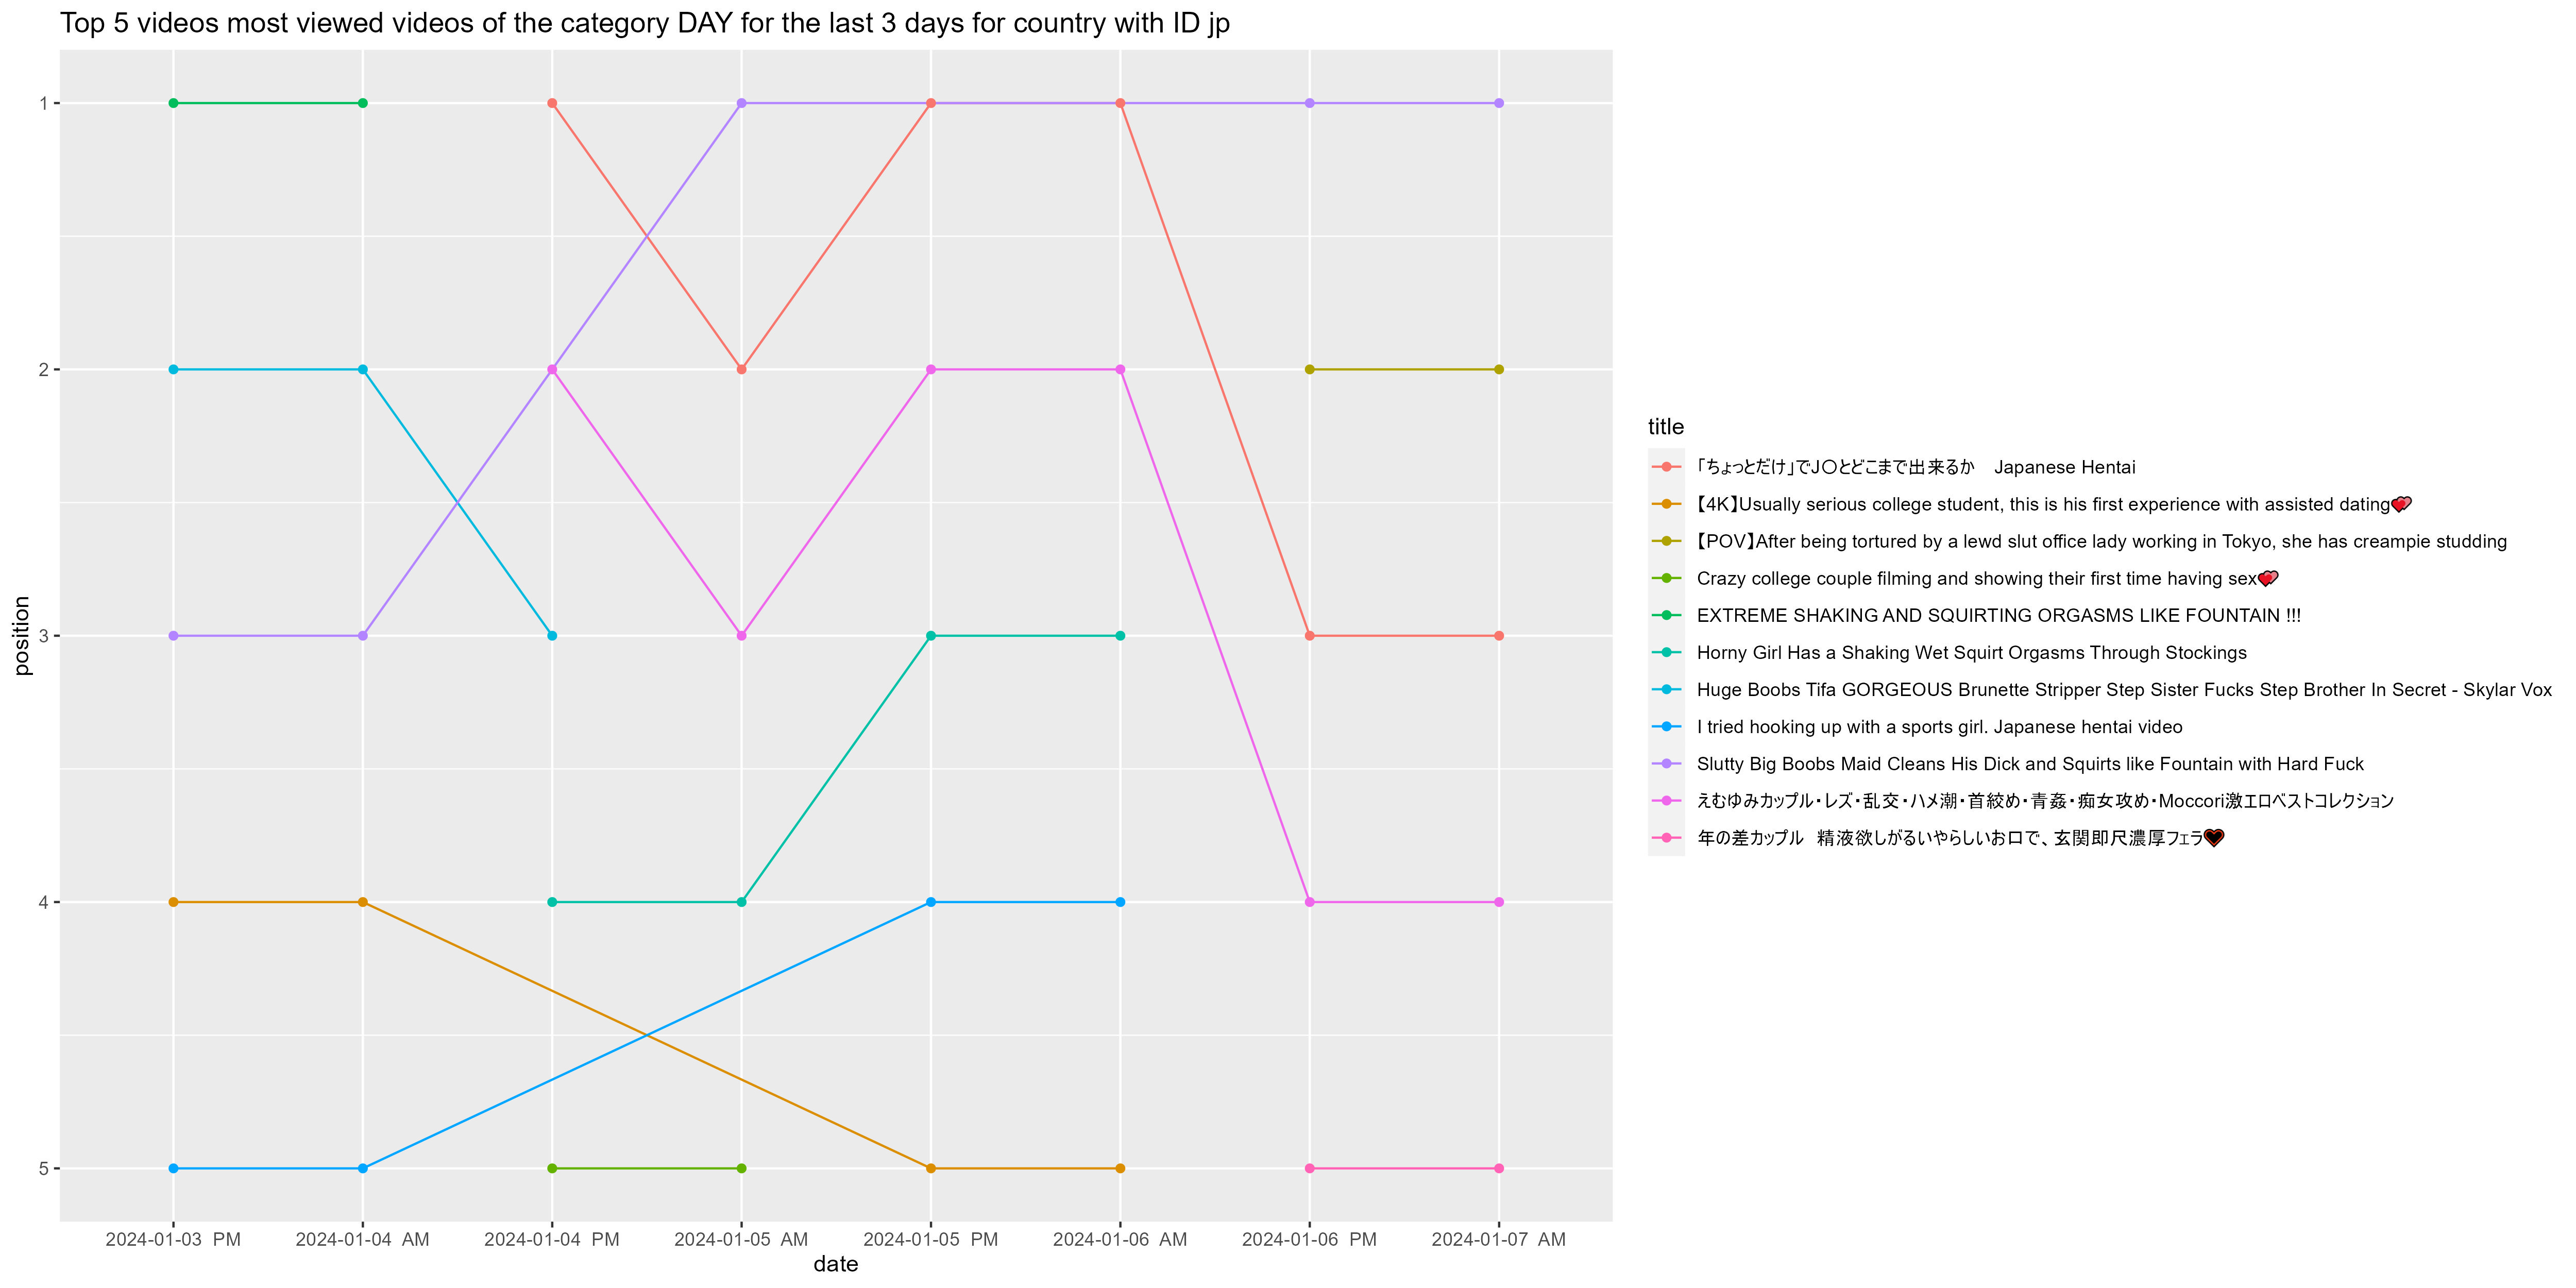 Top 5 videos most viewed videos of the category DAY for the last 3 days for country with ID jp
position
1
2
3
4
5
2024-01-03 PM
2024-01-04 AM
2024-01-04 PM
2024-01-05 AM
2024-01-05 PM
2024-01-06 AM
2024-01-06 PM
2024-01-07 AM
date
title
「ちょっとだけ」でJ〇とどこまで出来るか　Japanese Hentai
【4K】Usually serious college student, this is his first experience with assisted dating💕
【POV】After being tortured by a lewd slut office lady working in Tokyo, she has creampie studding
Crazy college couple filming and showing their first time having sex💕
EXTREME SHAKING AND SQUIRTING ORGASMS LIKE FOUNTAIN !!!
Horny Girl Has a Shaking Wet Squirt Orgasms Through Stockings
Huge Boobs Tifa GORGEOUS Brunette Stripper Step Sister Fucks Step Brother In Secret - Skylar Vox
I tried hooking up with a sports girl. Japanese hentai video
Slutty Big Boobs Maid Cleans His Dick and Squirts like Fountain with Hard Fuck
えむゆみカップル・レズ・乱交・ハメ潮・首絞め・青姦・痴女攻め・Moccori激エロベストコレクション
年の差カップル　精液欲しがるいやらしいお口で、玄関即尺濃厚フェラ🖤